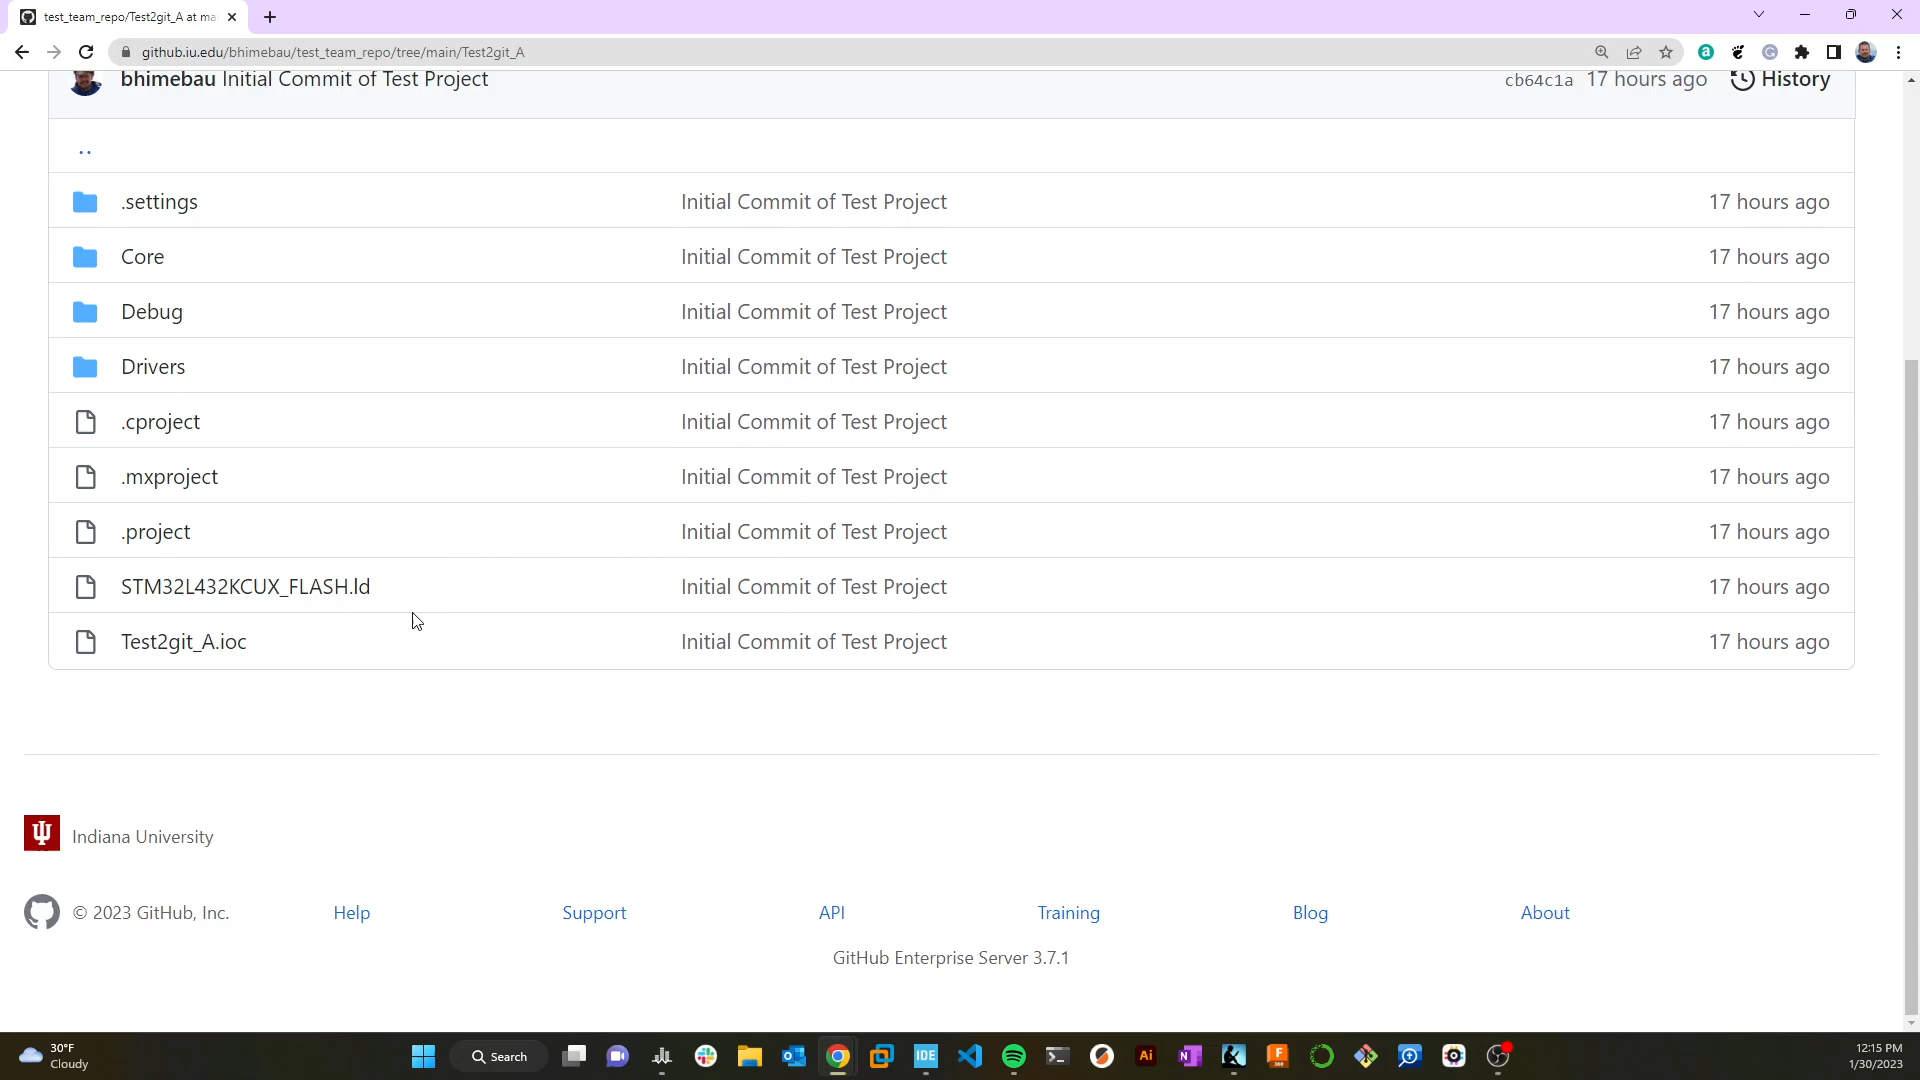 test_team_repo/Test2git_A at ma
github.iu.edu/bhimebau/test_team_repo/tree/main/Test2git_A
bhimebau Initial Commit of Test Project cb64c1a 17 hours ago History
..
.settings Initial Commit of Test Project 17 hours ago
Core Initial Commit of Test Project 17 hours ago
Debug Initial Commit of Test Project 17 hours ago
Drivers Initial Commit of Test Project 17 hours ago
.cproject Initial Commit of Test Project 17 hours ago
.mxproject Initial Commit of Test Project 17 hours ago
.project Initial Commit of Test Project 17 hours ago
STM32L432KCUX_FLASH.ld Initial Commit of Test Project 17 hours ago
Test2git_A.ioc Initial Commit of Test Project 17 hours ago
Indiana University
© 2023 GitHub, Inc. Help Support API Training Blog About
GitHub Enterprise Server 3.7.1
30°F
Cloudy
Search
IDE
Ai
N
F
360
12:15 PM
1/30/2023